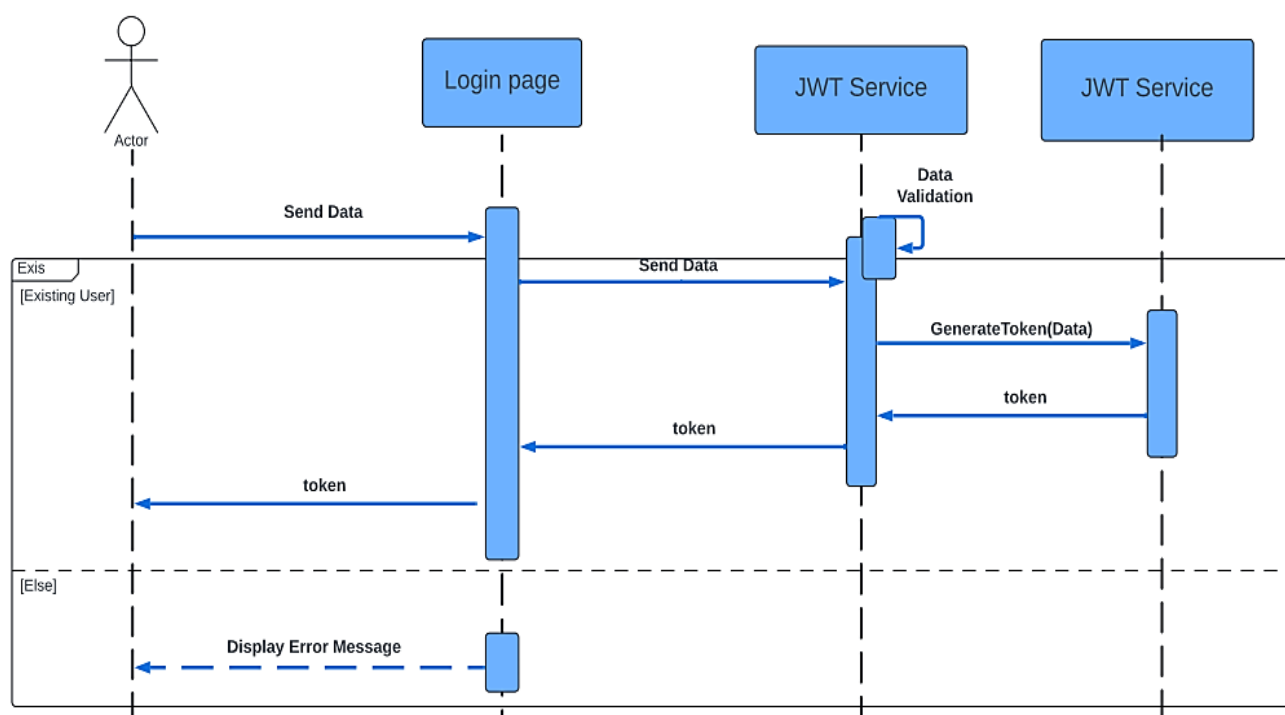 Login page
JWT Service
JWT Service
Actor
Data
Validation
Send Data
Exis
Send Data
[Existing User]
GenerateToken(Data)
token
token
token
[Else]
Display Error Message